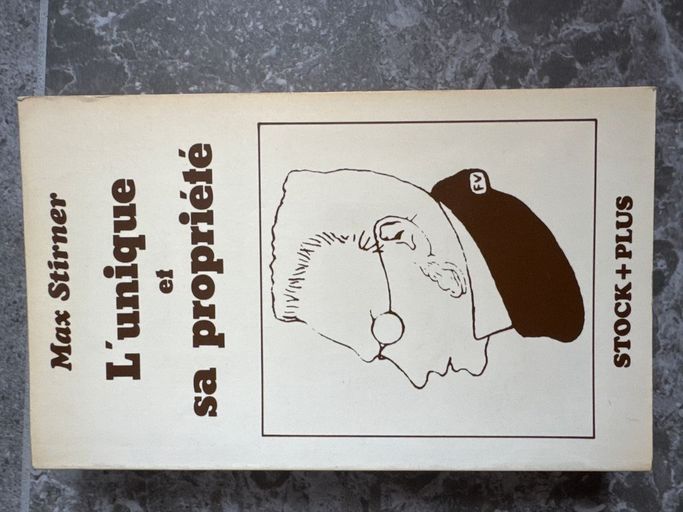 Max Stirner
L'unique
et
sa propriété
FV
STOCK+PLUS